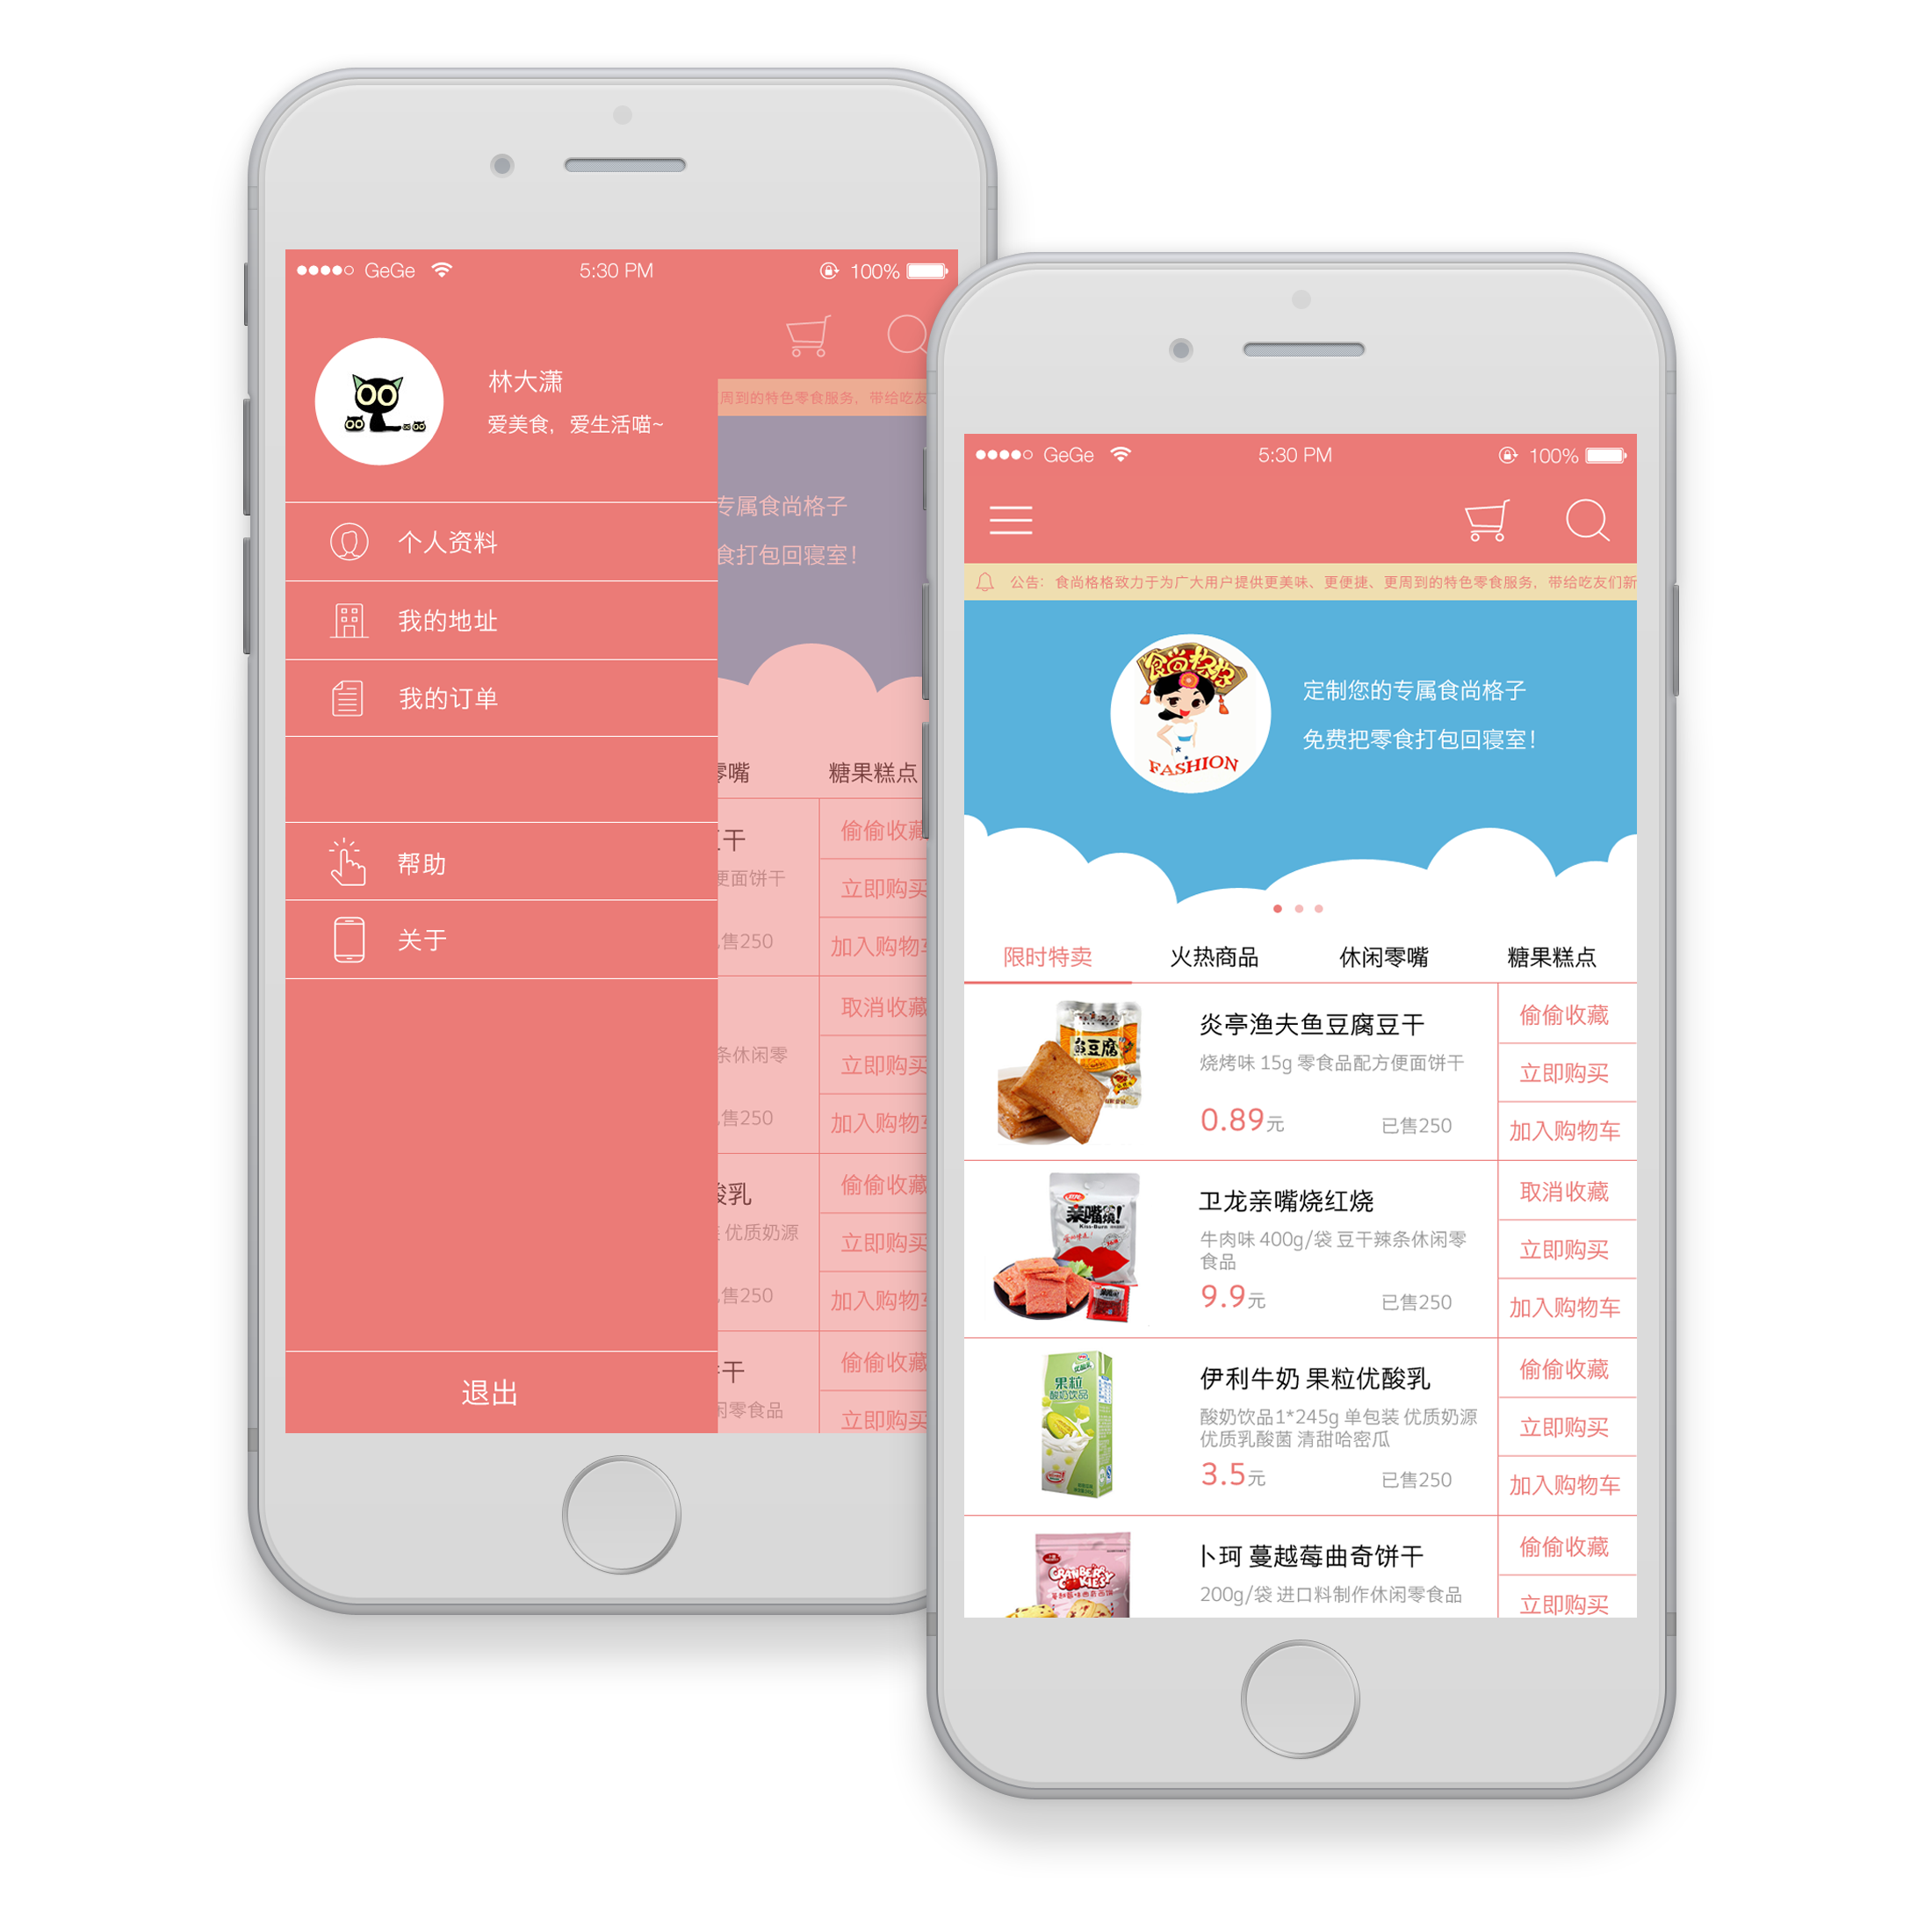 GeGe 5:30 PM 100%
林大潇
爱美食，爱生活喵~
个人资料
我的地址
我的订单
帮助
关于
退出
周到的特色零食服务，带给吃友
专属食尚格子
食打包回寝室！
零嘴 糖果糕点
干
偷偷收藏
便面饼干
立即购买
售250
加入购物车
取消收藏
条休闲零
立即购买
售250
加入购物车
酸乳
偷偷收藏
优质奶源
立即购买
售250
加入购物车
干
偷偷收藏
闲零食品
立即购买
GeGe 5:30 PM 100%
公告：食尚格格致力于为广大用户提供更美味、更便捷、更周到的特色零食服务，带给吃友们新
食尚格格
FASHION
定制您的专属食尚格子
免费把零食打包回寝室！
限时特卖 火热商品 休闲零嘴 糖果糕点
鱼豆腐
炎亭渔夫鱼豆腐豆干
烧烤味 15g 零食品配方便面饼干
0.89元 已售250
偷偷收藏
立即购买
加入购物车
亲嘴烧！
Kiss-Burn
卫龙亲嘴烧红烧
牛肉味 400g/袋 豆干辣条休闲零
食品
9.9元 已售250
取消收藏
立即购买
加入购物车
果粒
酸奶饮品
伊利牛奶 果粒优酸乳
酸奶饮品1*245g 单包装 优质奶源
优质乳酸菌 清甜哈密瓜
3.5元 已售250
偷偷收藏
立即购买
加入购物车
CRANBERRY
COOKIES
卜珂 蔓越莓曲奇饼干
200g/袋 进口料制作休闲零食品
偷偷收藏
立即购买